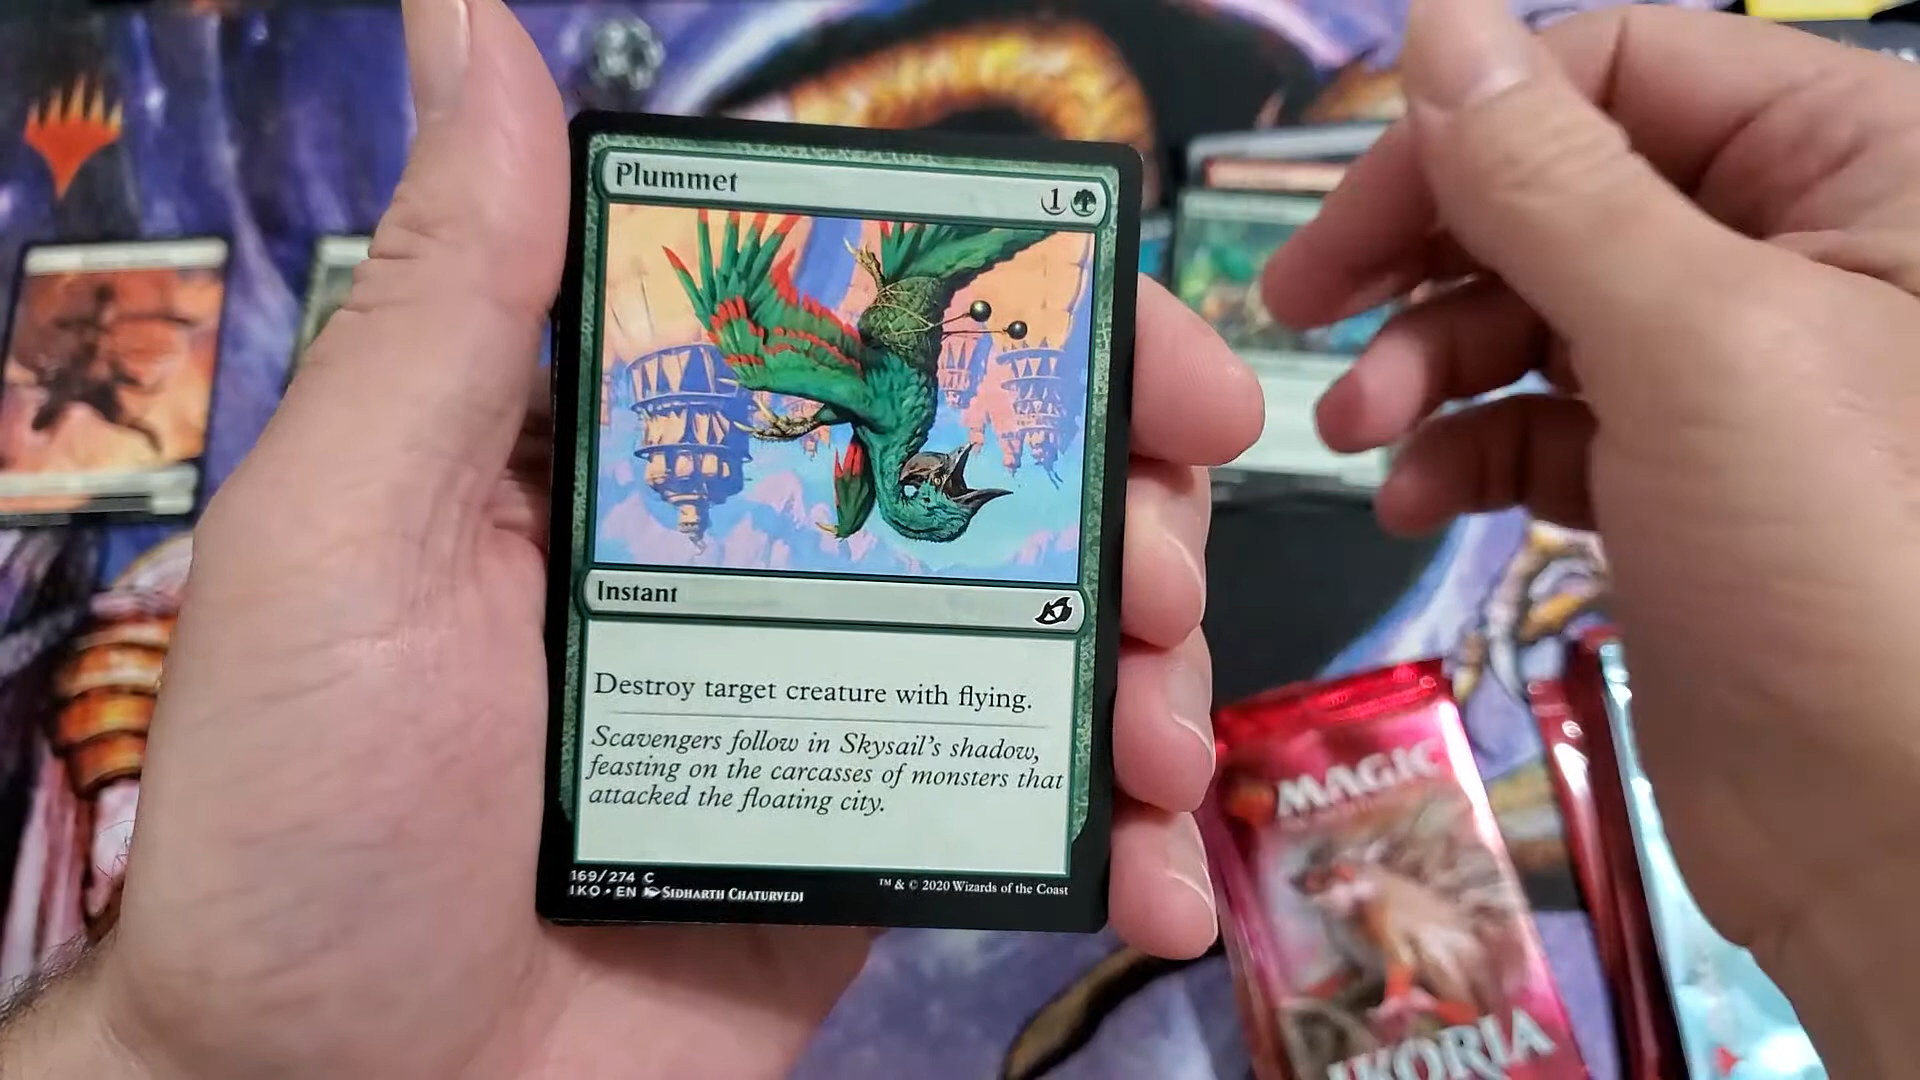 Plummet
1
Instant
Destroy target creature with flying.
Scavengers follow in Skysail's shadow,
feasting on the carcasses of monsters that
attacked the floating city.
169/274 C
IKO • EN SIDHARTH CHATURVEDI
™ & © 2020 Wizards of the Coast
MAGIC
IKORIA